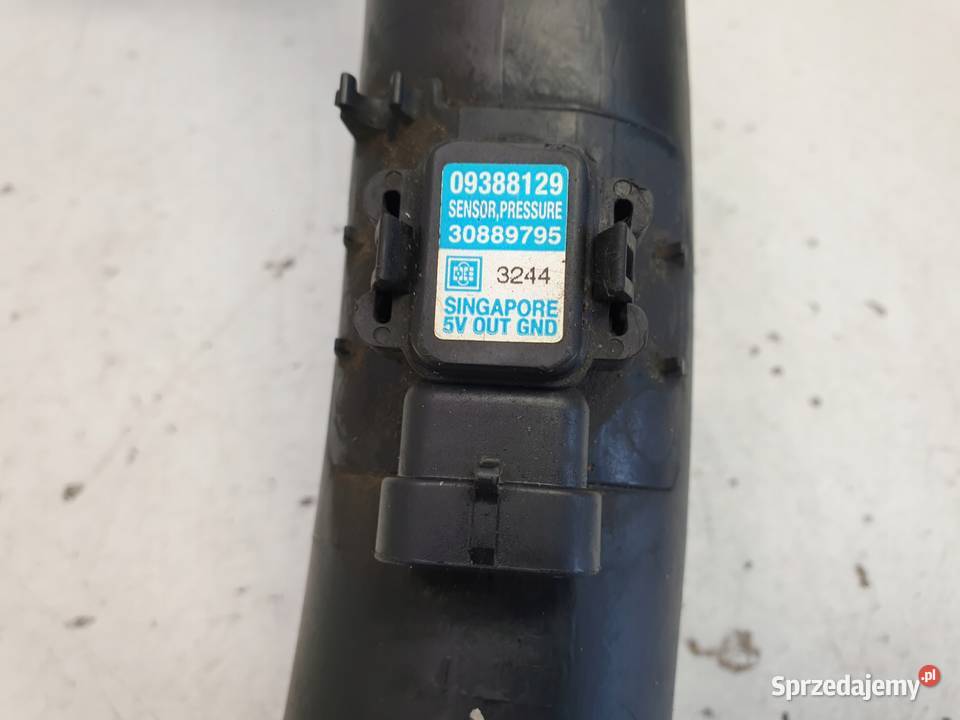 09388129
SENSOR,PRESSURE
30889795
3244
SINGAPORE
5V OUT GND
Sprzedajemy.pl